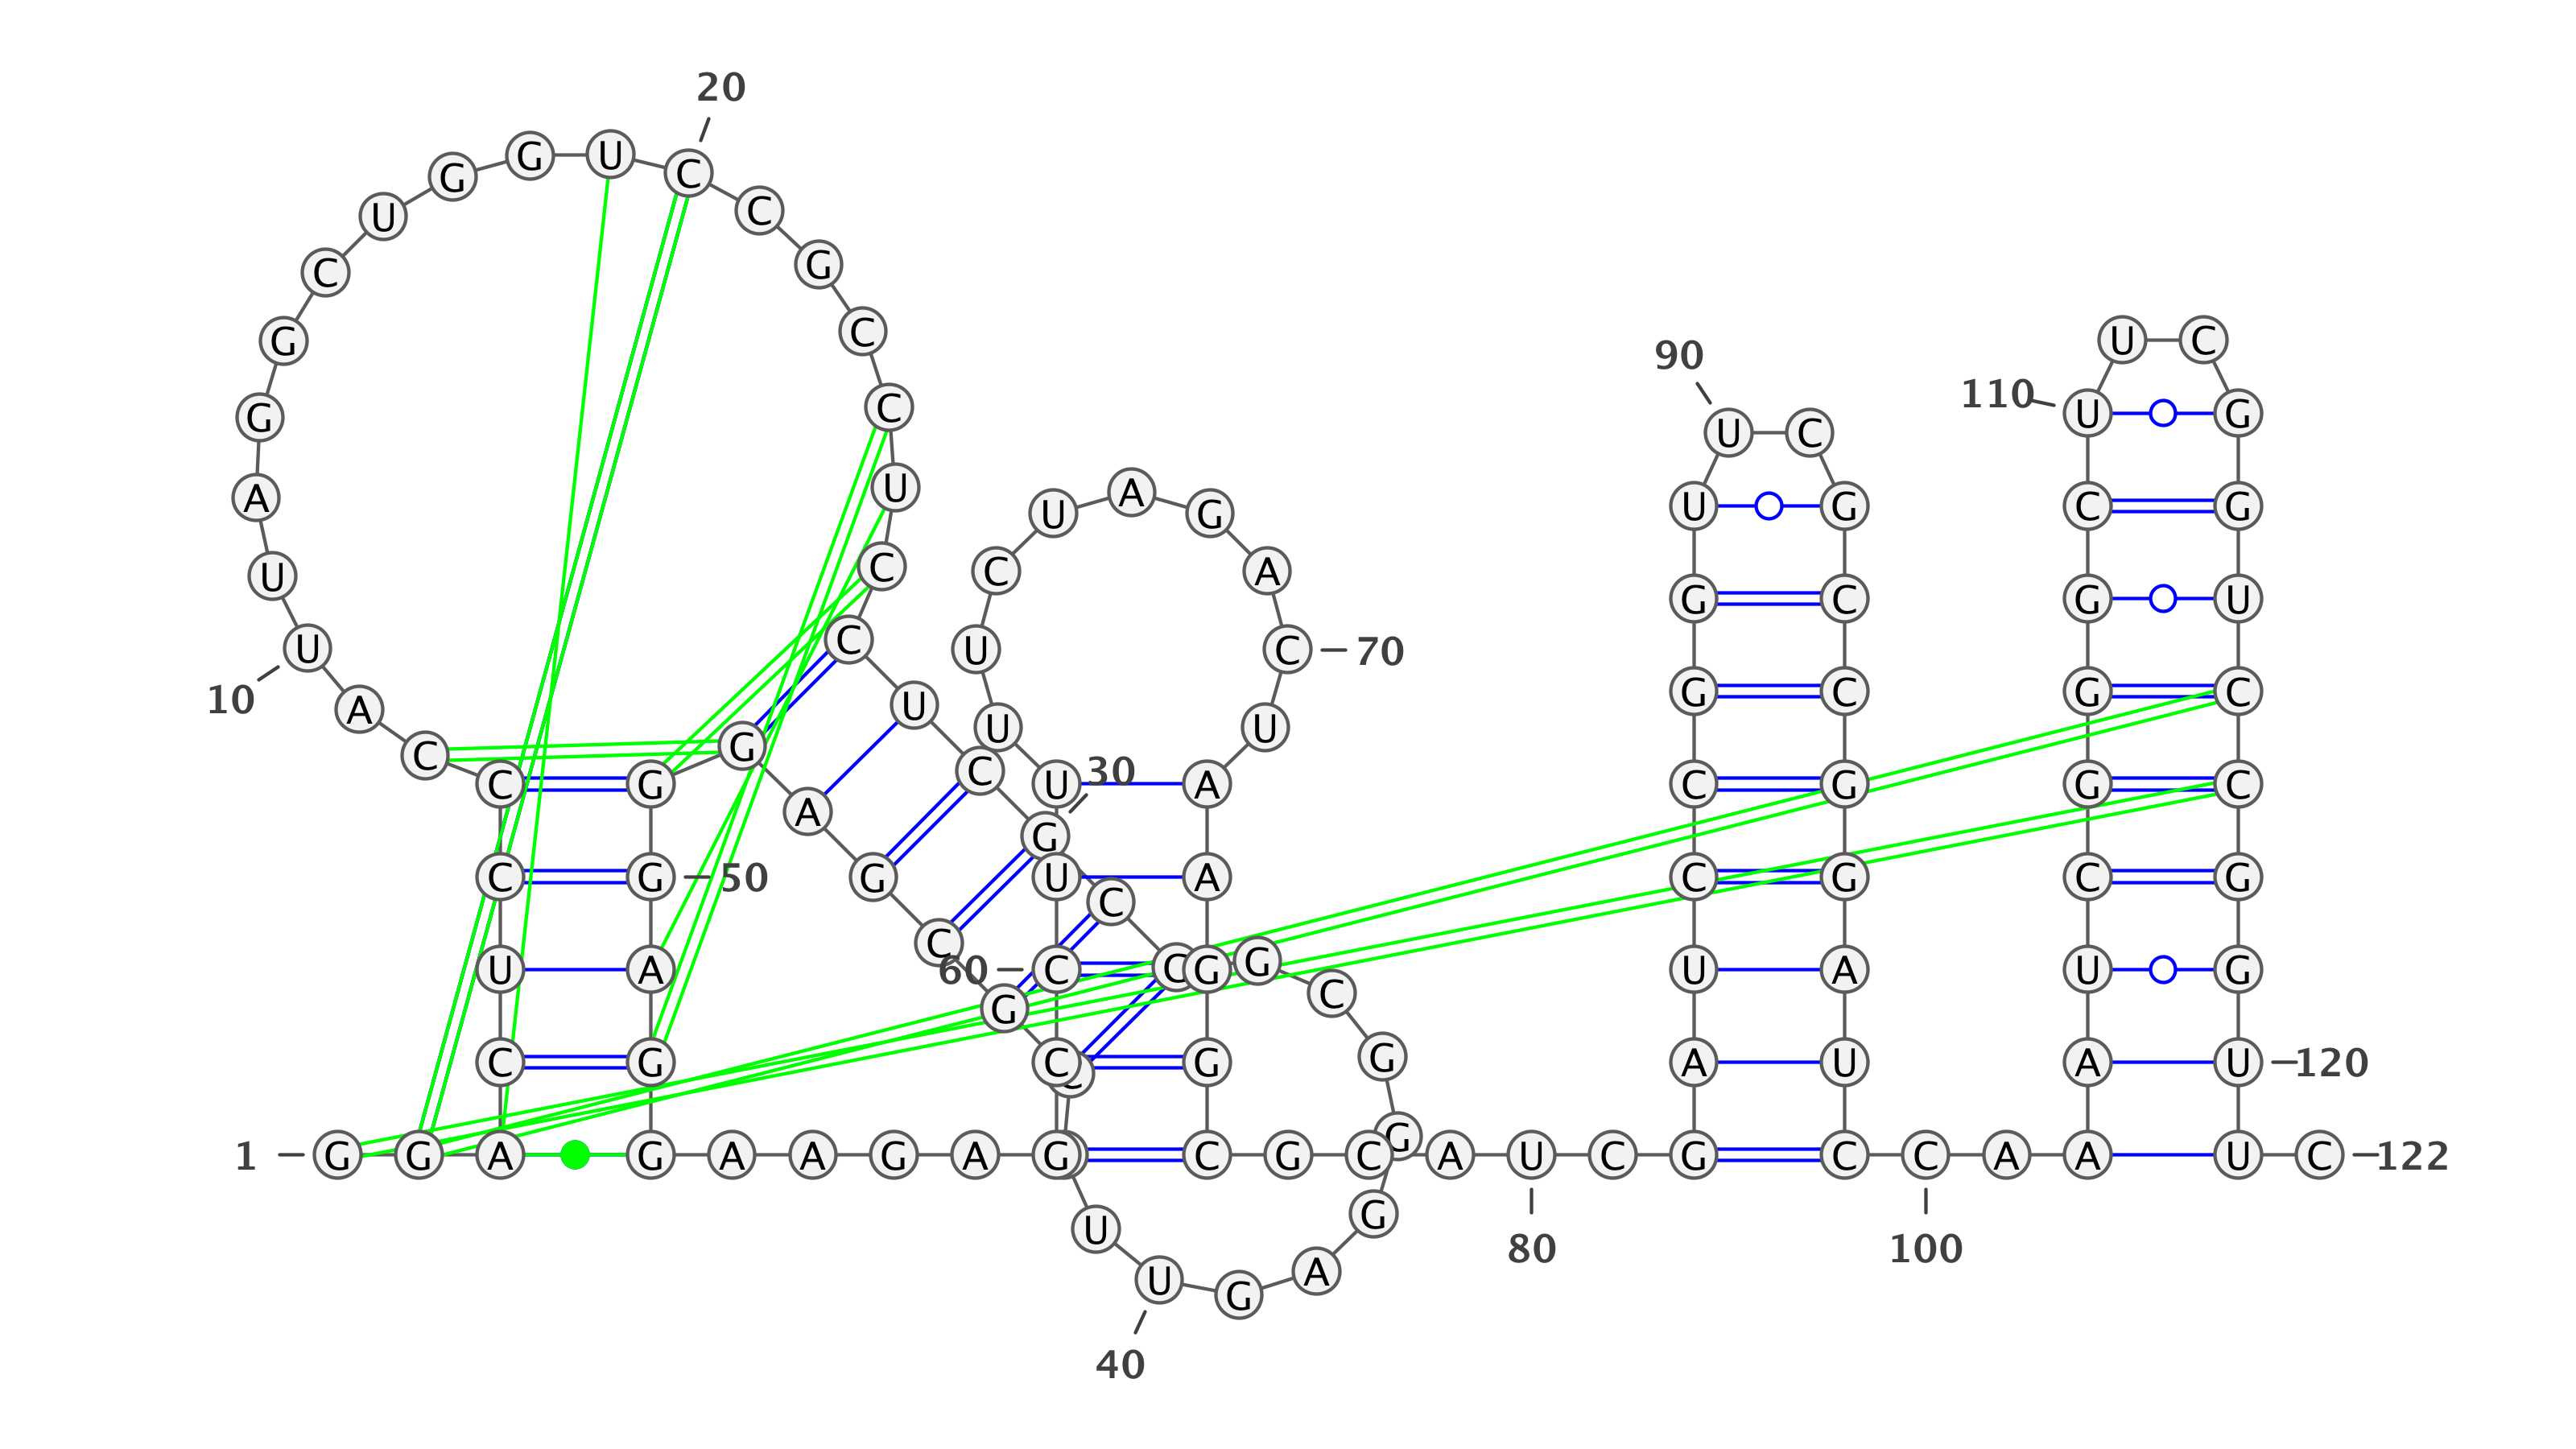 20
G G U C
U C
C G
G C U C
90
110
G C U G
U C
A U U A G U G C G
U C C A
G C G U
U C U C 70
10 G C G C
A U U U
C G C 30
C G U A C G G C
A G
C G 50 G U A C G C G
C
C
U A 60 C C G G U A U G
G C
C G C C G G A U A U 120
1 G G A G A A G A G C G C G A U C G C C A A U C 122
U G
80 100
U G A
40